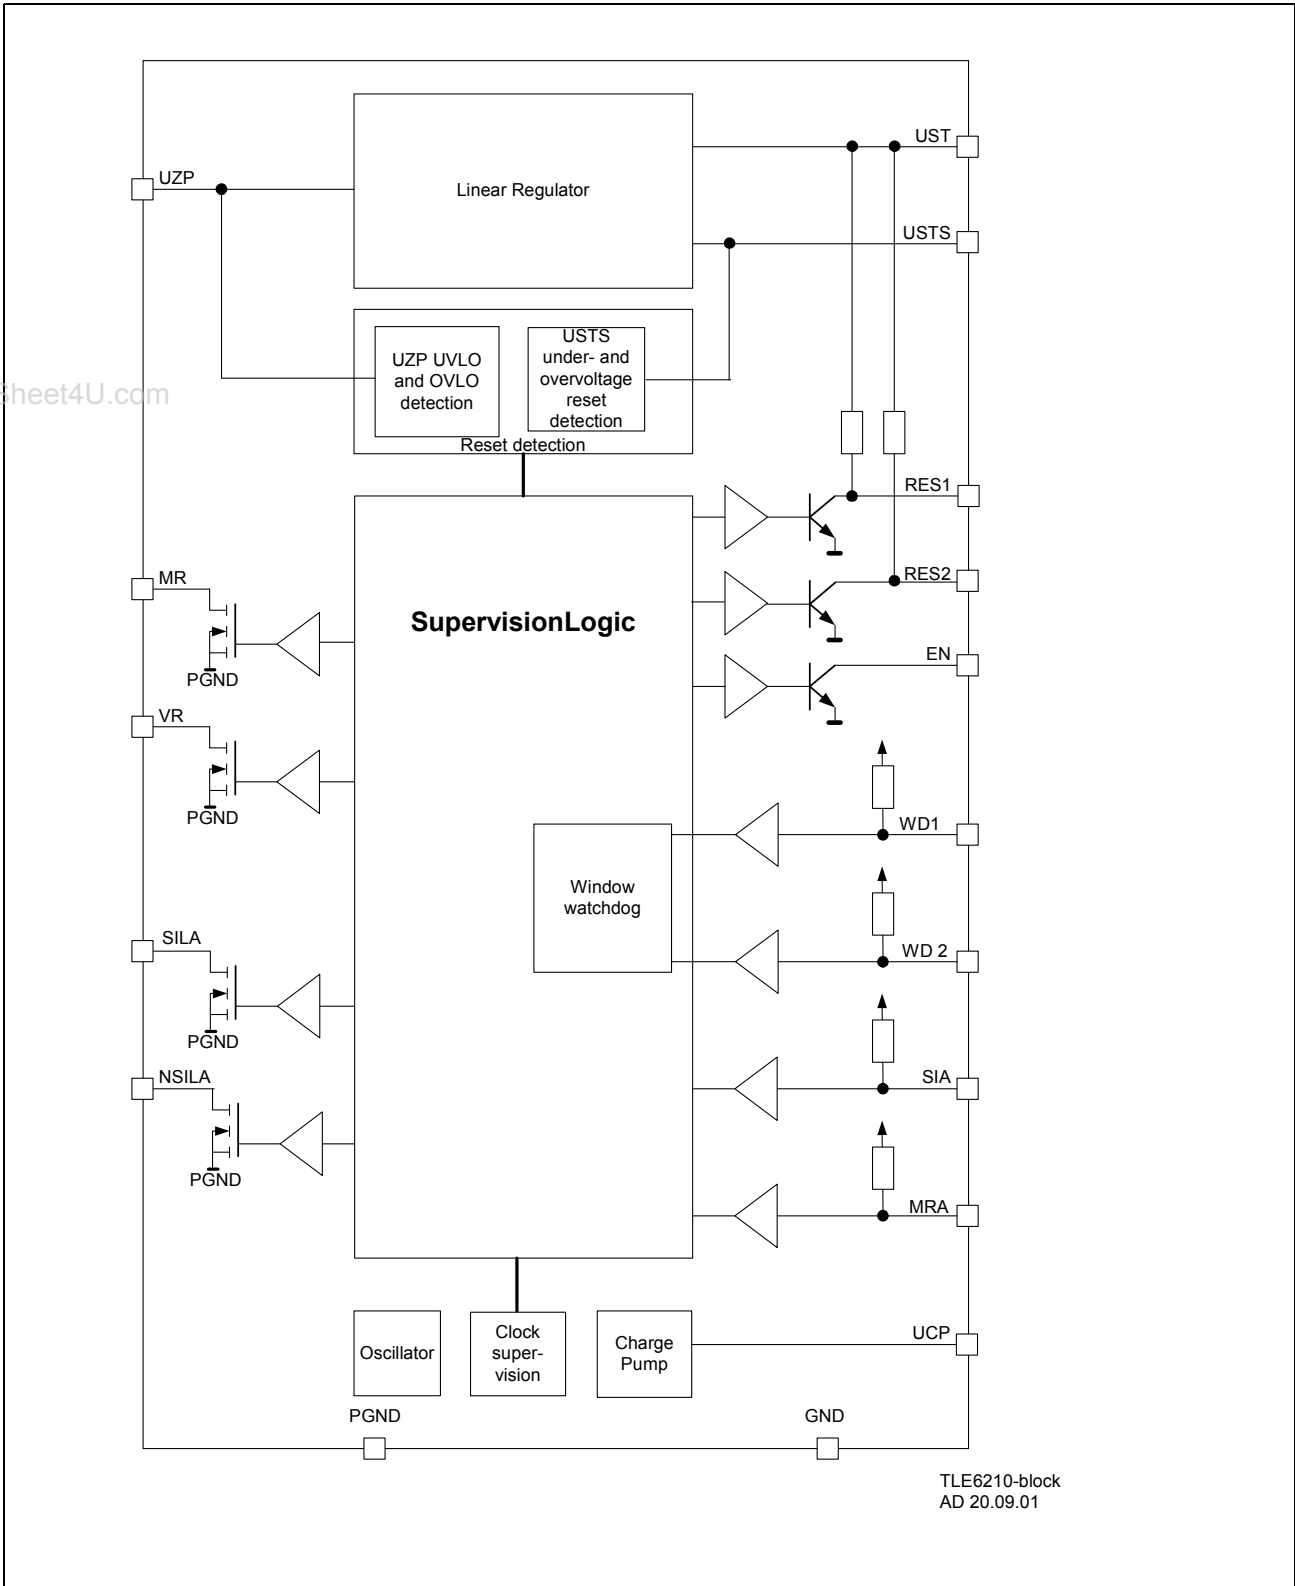 UST
UZP
Linear Regulator
USTS
UZP UVLO
and OVLO
detection
USTS
under- and
overvoltage
reset
detection
Reset detection
heet4U.com
RES1
MR
RES2
SupervisionLogic
EN
PGND
VR
PGND
WD1
Window
watchdog
SILA
WD 2
PGND
NSILA
SIA
PGND
MRA
Oscillator
Clock
super-
vision
Charge
Pump
UCP
PGND
GND
TLE6210-block
AD 20.09.01